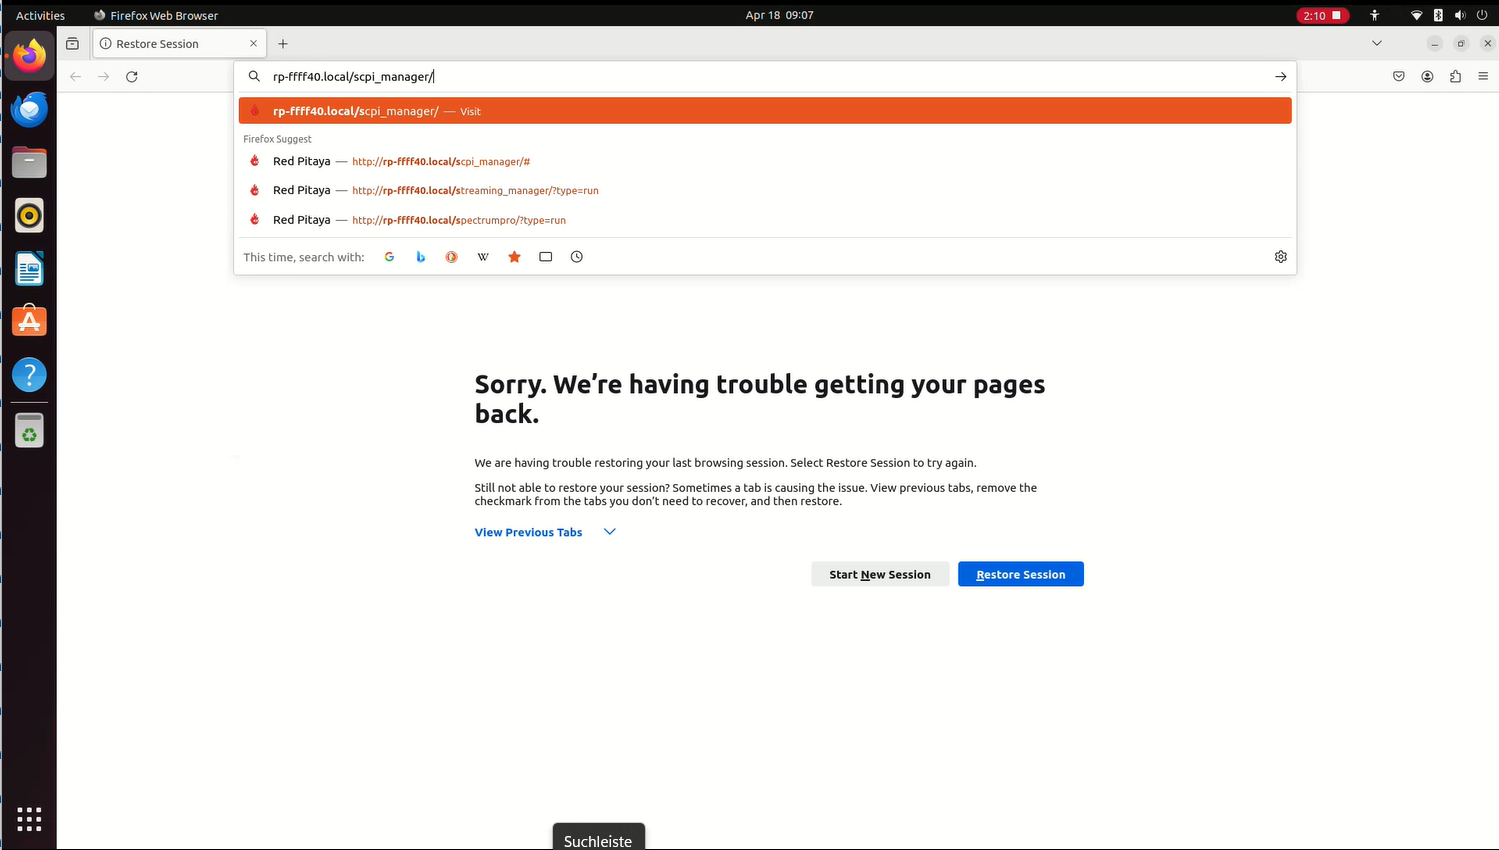 Activities
Firefox Web Browser
Apr 18 09:07
2:10
Restore Session
rp-ffff40.local/scpi_manager/
rp-ffff40.local/scpi_manager/ — Visit
Firefox Suggest
Red Pitaya — http://rp-ffff40.local/scpi_manager/#
Red Pitaya — http://rp-ffff40.local/streaming_manager/?type=run
Red Pitaya — http://rp-ffff40.local/spectrumpro/?type=run
This time, search with:
Sorry. We’re having trouble getting your pages
back.
We are having trouble restoring your last browsing session. Select Restore Session to try again.
Still not able to restore your session? Sometimes a tab is causing the issue. View previous tabs, remove the
checkmark from the tabs you don’t need to recover, and then restore.
View Previous Tabs
Start New Session
Restore Session
Suchleiste